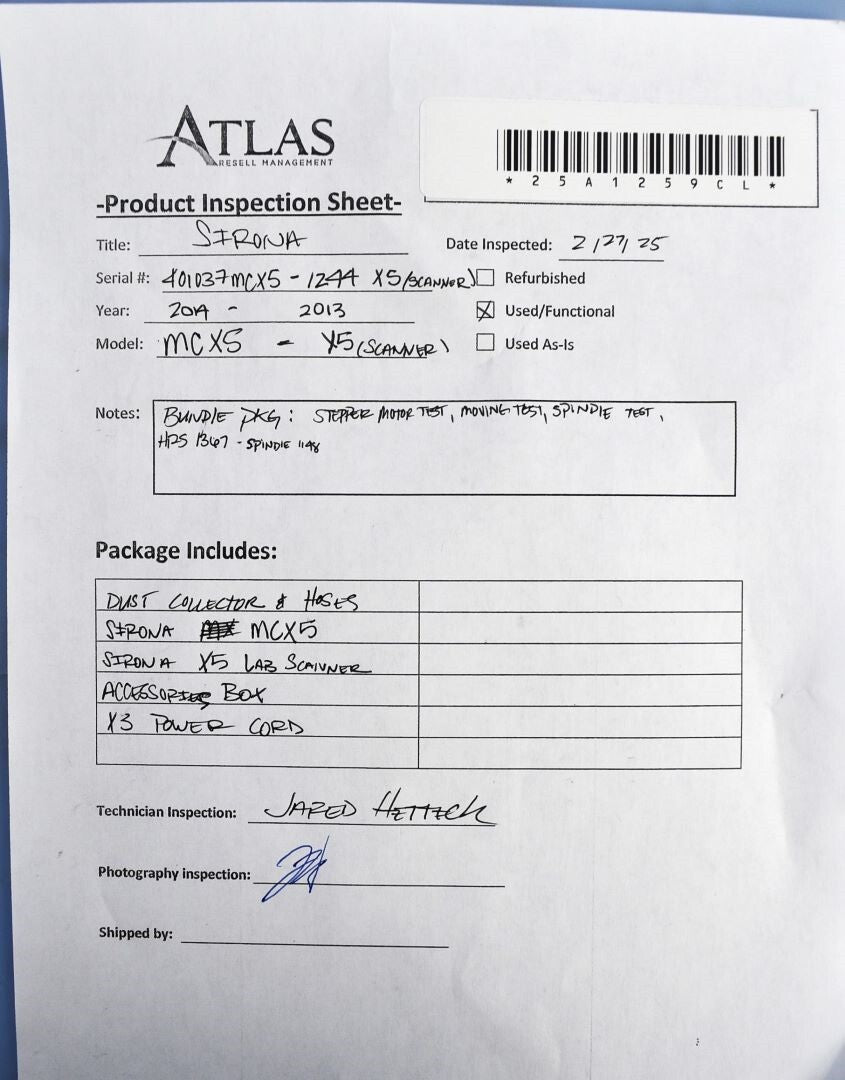 ATLAS
RESELL MANAGEMENT
* 2 5 A 1 2 5 9 C L *
-Product Inspection Sheet-
Title: SIRONA
Date Inspected: 2/27/25
Serial #: 401037MCX5 - 1244 X5(SCANNER)
Refurbished
Year: 2014 - 2013
Used/Functional
Model: MCX5 - X5(SCANNER)
Used As-Is
Notes: BUNDLE PKG: STEPPER MOTOR TEST, MOVING TEST, SPINDLE TEST,
HPS 1367 - SPINDLE 1148
Package Includes:
DUST COLLECTOR & HOSES
SIRONA MCX5
SIRONA X5 LAB SCANNER
ACCESSORIES BOX
X3 POWER CORD
Technician Inspection: JARED
Photography inspection:
Shipped by: